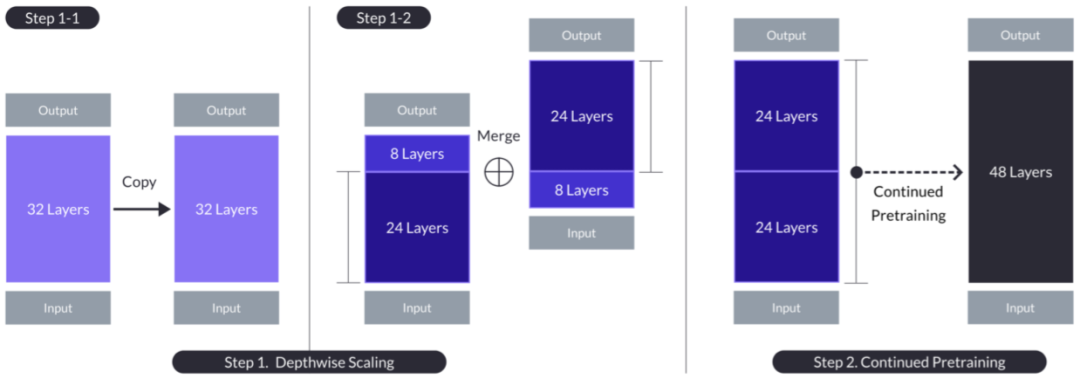 Step 1-1
Output
32 Layers
Input
Copy
Output
32 Layers
Input
Step 1-2
Output
8 Layers
24 Layers
Input
Merge
Output
24 Layers
8 Layers
Input
Step 1. Depthwise Scaling
Output
24 Layers
24 Layers
Input
Continued
Pretraining
Output
48 Layers
Input
Step 2. Continued Pretraining